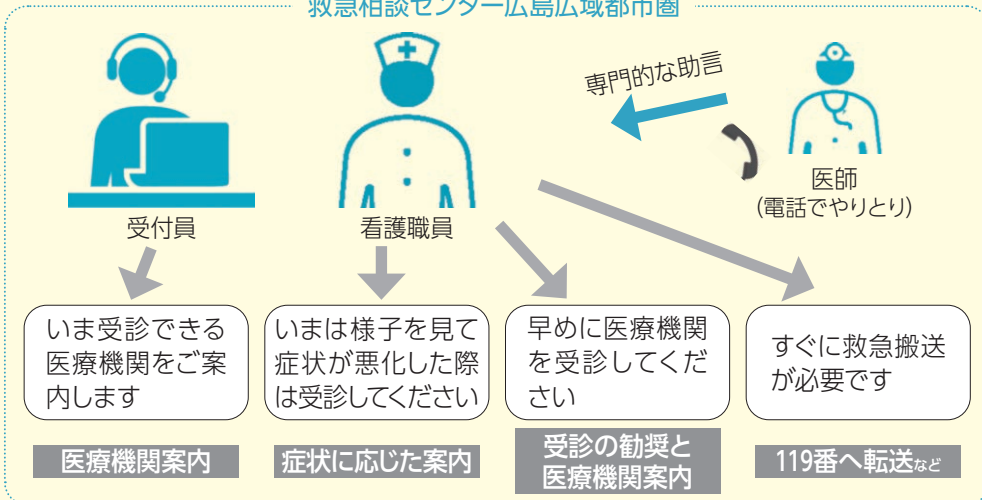 救急相談センター広島広域都市圏
専門的な助言
医師
(電話でやりとり)
受付員
看護職員
いま受診できる
医療機関をご案
内します
いまは様子を見て
症状が悪化した際
は受診してください
早めに医療機関
を受診してくだ
さい
すぐに救急搬送
が必要です
医療機関案内
症状に応じた案内
受診の勧奨と
医療機関案内
119番へ転送など